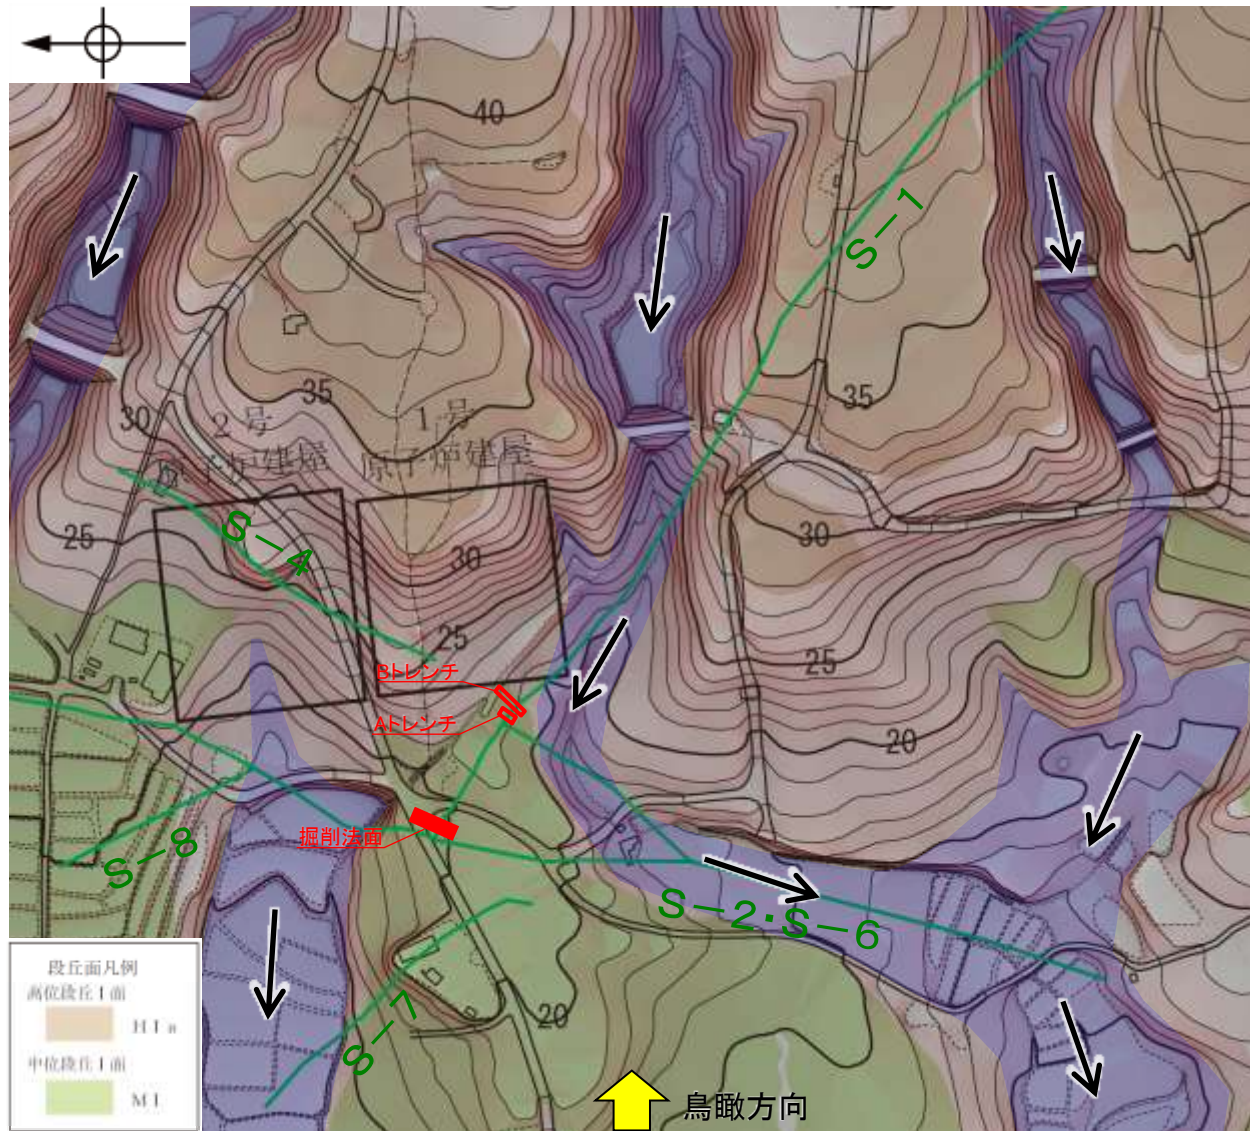 40
S-1
35
35
30
2号
原子炉建屋
1号
原子炉建屋
25
S-4
30
30
25
25
Bトレンチ
Aトレンチ
20
掘削法面
S-8
S-2・S-6
S-7
20
段丘面凡例
高位段丘Ⅰ面
HⅠa
中位段丘Ⅰ面
MⅠ
鳥瞰方向